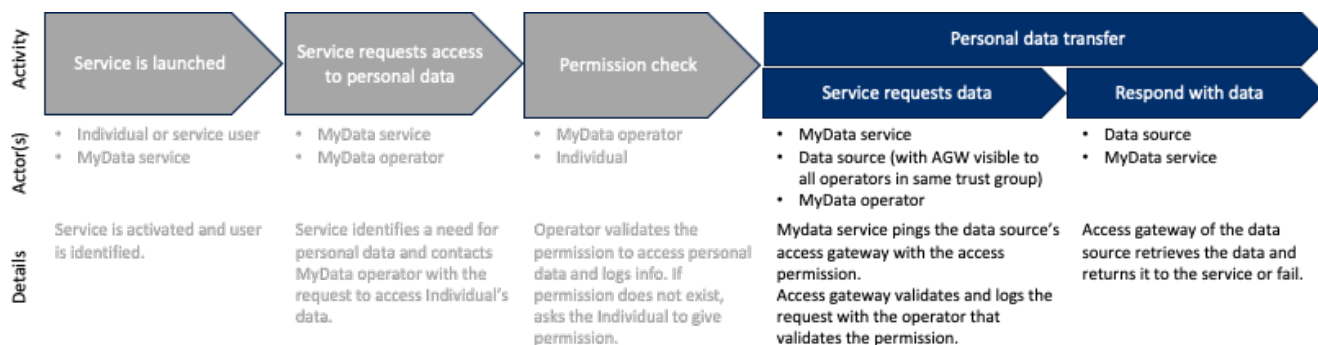 Activity
Service is launched
Service requests access
to personal data
Permission check
Personal data transfer
Service requests data
Respond with data
Actor(s)
• Individual or service user
• MyData service
• MyData service
• MyData operator
• MyData operator
• Individual
• MyData service
• Data source (with AGW visible to
all operators in same trust group)
• MyData operator
• Data source
• MyData service
Details
Service is activated and user
is identified.
Service identifies a need for
personal data and contacts
MyData operator with the
request to access Individual's
data.
Operator validates the
permission to access personal
data and logs info. If
permission does not exist,
asks the Individual to give
permission.
Mydata service pings the data source's
access gateway with the access
permission.
Access gateway validates and logs the
request with the operator that
validates the permission.
Access gateway of the data
source retrieves the data and
returns it to the service or fail.